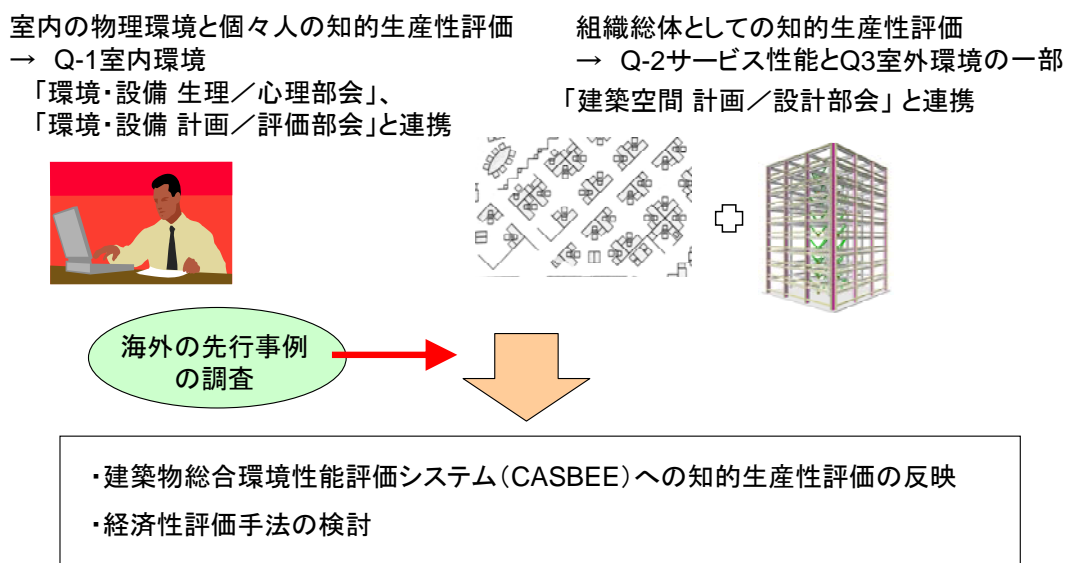 室内の物理環境と個々人の知的生産性評価
→ Q-1室内環境
「環境・設備 生理／心理部会」、
「環境・設備 計画／評価部会」と連携
組織総体としての知的生産性評価
→ Q-2サービス性能とQ3室外環境の一部
「建築空間 計画／設計部会」と連携
海外の先行事例
の調査
・建築物総合環境性能評価システム（CASBEE）への知的生産性評価の反映
・経済性評価手法の検討